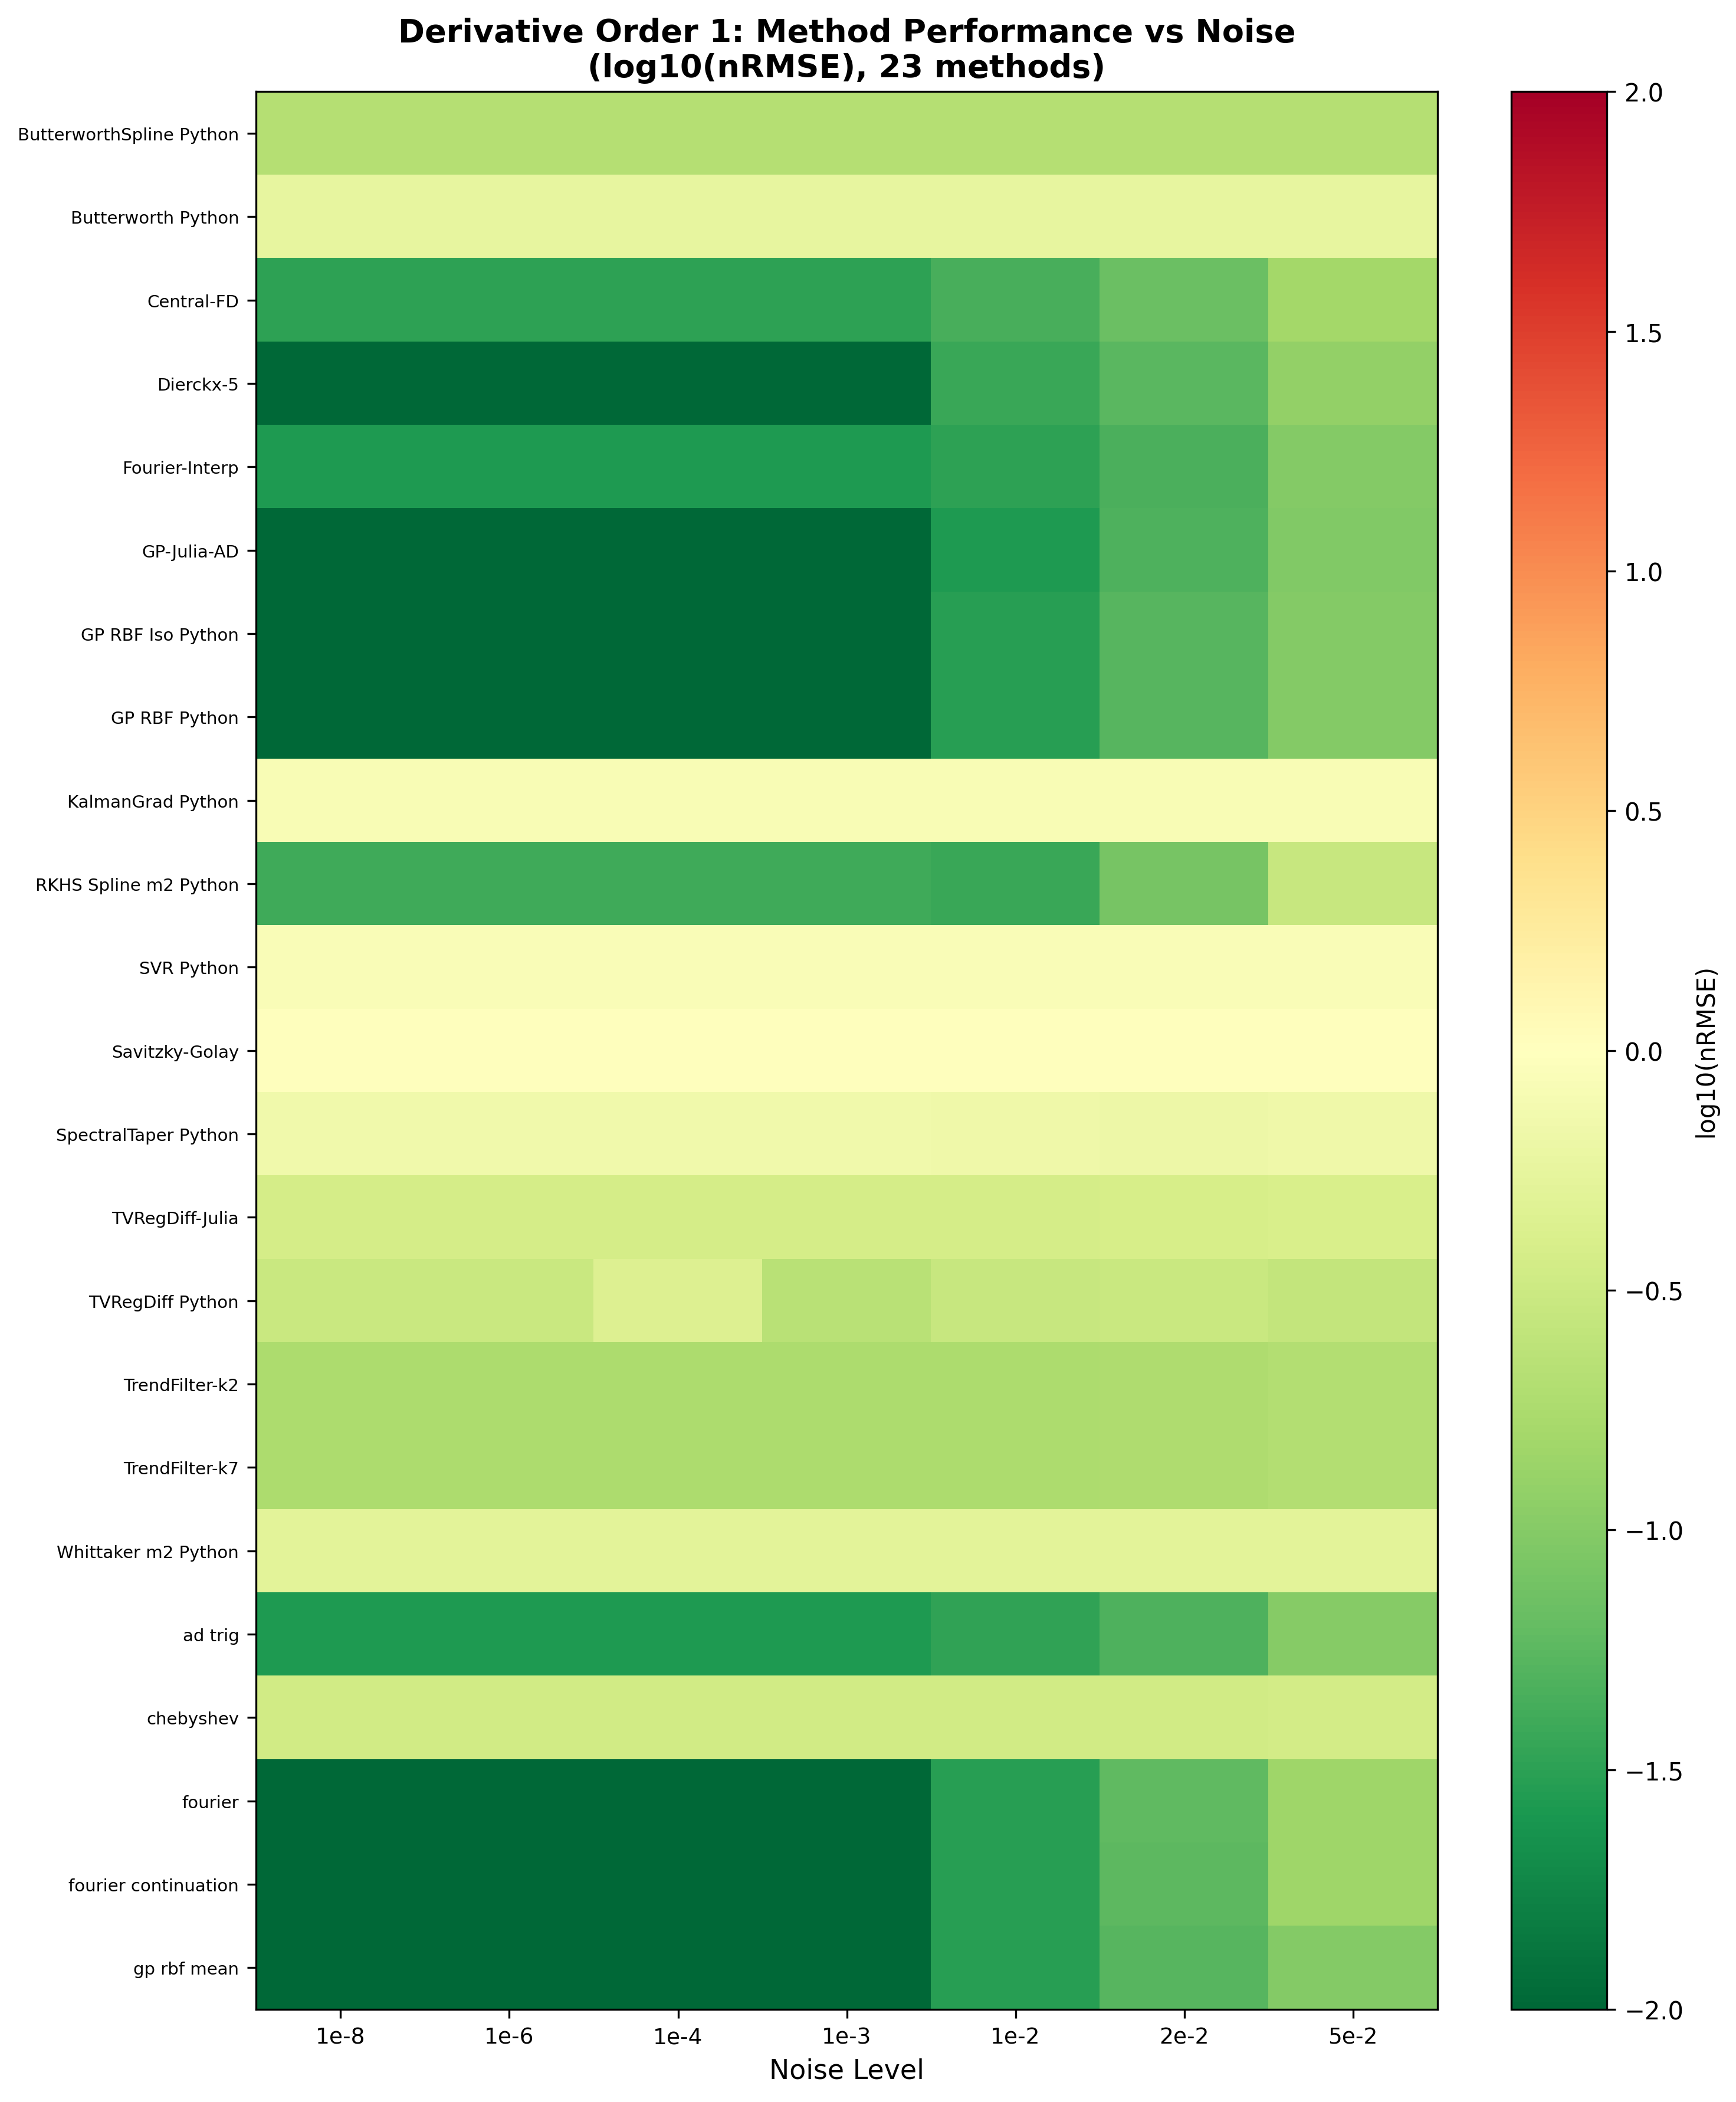 Derivative Order 1: Method Performance vs Noise
(log10(nRMSE), 23 methods)
ButterworthSpline Python
Butterworth Python
Central-FD
Dierckx-5
Fourier-Interp
GP-Julia-AD
GP RBF Iso Python
GP RBF Python
KalmanGrad Python
RKHS Spline m2 Python
SVR Python
Savitzky-Golay
SpectralTaper Python
TVRegDiff-Julia
TVRegDiff Python
TrendFilter-k2
TrendFilter-k7
Whittaker m2 Python
ad trig
chebyshev
fourier
fourier continuation
gp rbf mean
1e-8
1e-6
1e-4
1e-3
1e-2
2e-2
5e-2
Noise Level
2.0
1.5
1.0
0.5
0.0
−0.5
−1.0
−1.5
−2.0
log10(nRMSE)